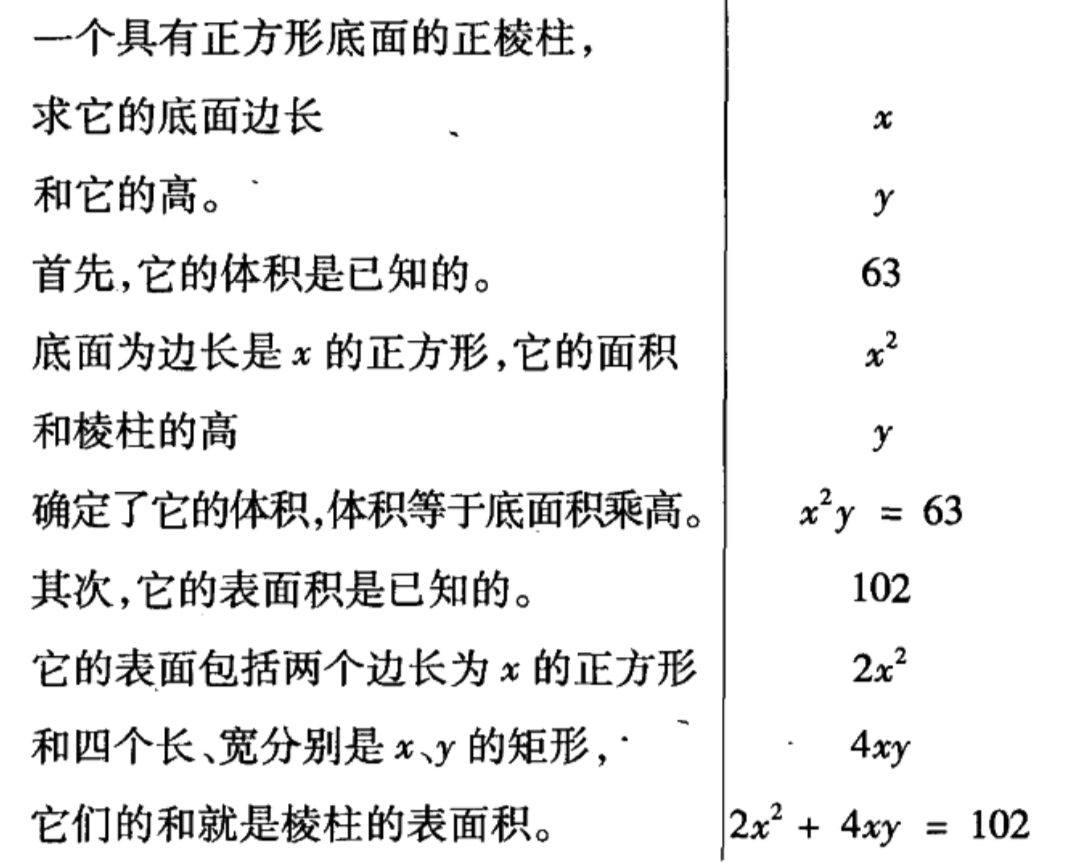 一个具有正方形底面的正棱柱，
求它的底面边长 x
和它的高。 y
首先，它的体积是已知的。 63
底面为边长是 x 的正方形，它的面积 x²
和棱柱的高 y
确定了它的体积，体积等于底面积乘高。 x²y = 63
其次，它的表面积是已知的。 102
它的表面包括两个边长为 x 的正方形 2x²
和四个长、宽分别是 x、y 的矩形， 4xy
它们的和就是棱柱的表面积。 2x² + 4xy = 102